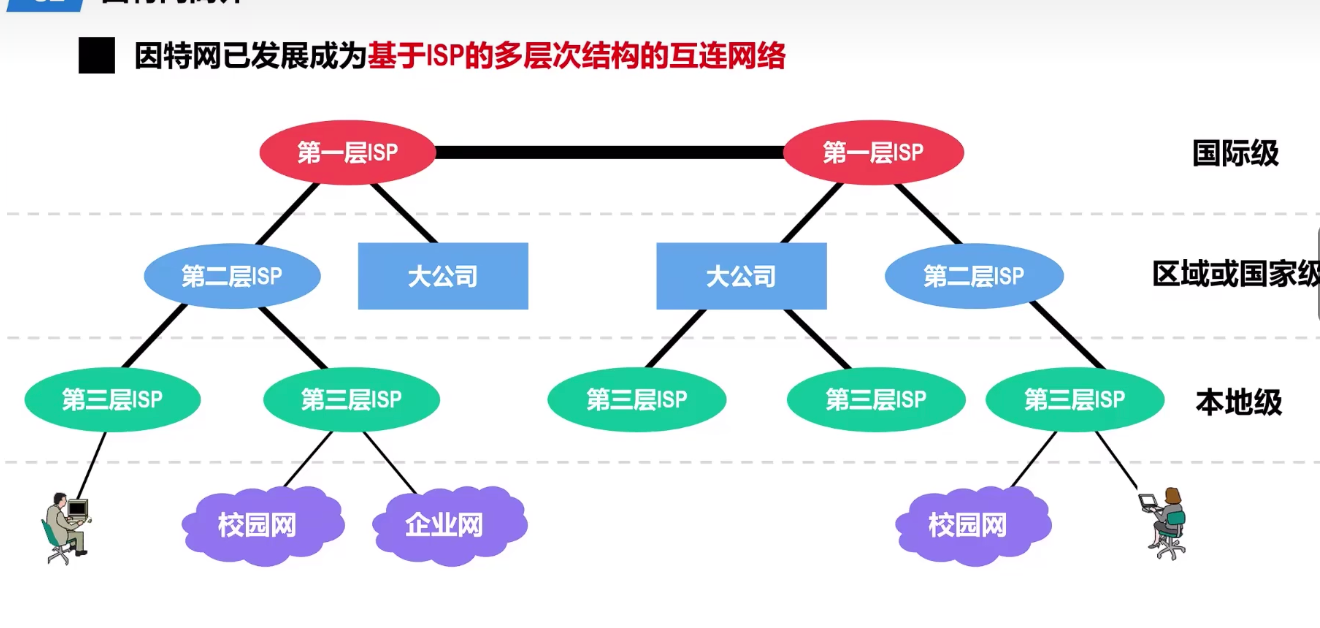 因特网已发展成为基于ISP的多层次结构的互连网络
第一层ISP
第一层ISP
国际级
第二层ISP
大公司
大公司
第二层ISP
区域或国家级
第三层ISP
第三层ISP
第三层ISP
第三层ISP
第三层ISP
本地级
校园网
企业网
校园网